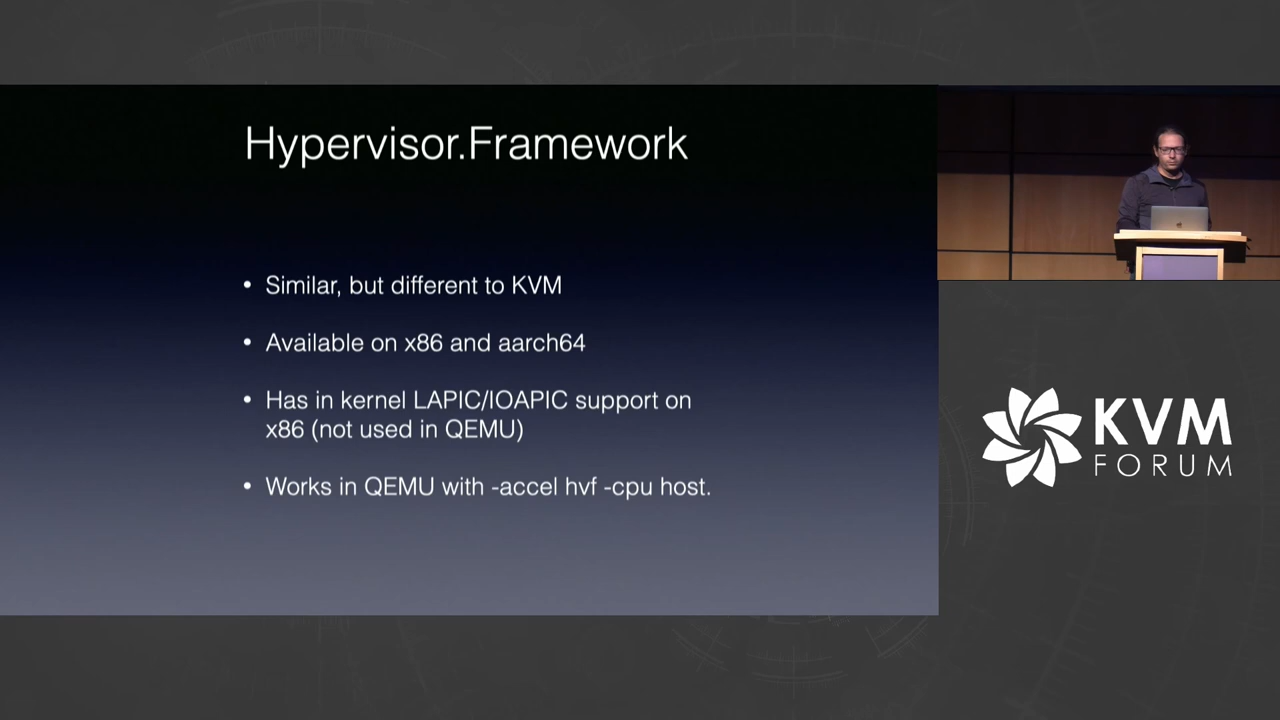 Hypervisor.Framework
• Similar, but different to KVM
• Available on x86 and aarch64
• Has in kernel LAPIC/IOAPIC support on
x86 (not used in QEMU)
• Works in QEMU with -accel hvf -cpu host.
KVM
FORUM